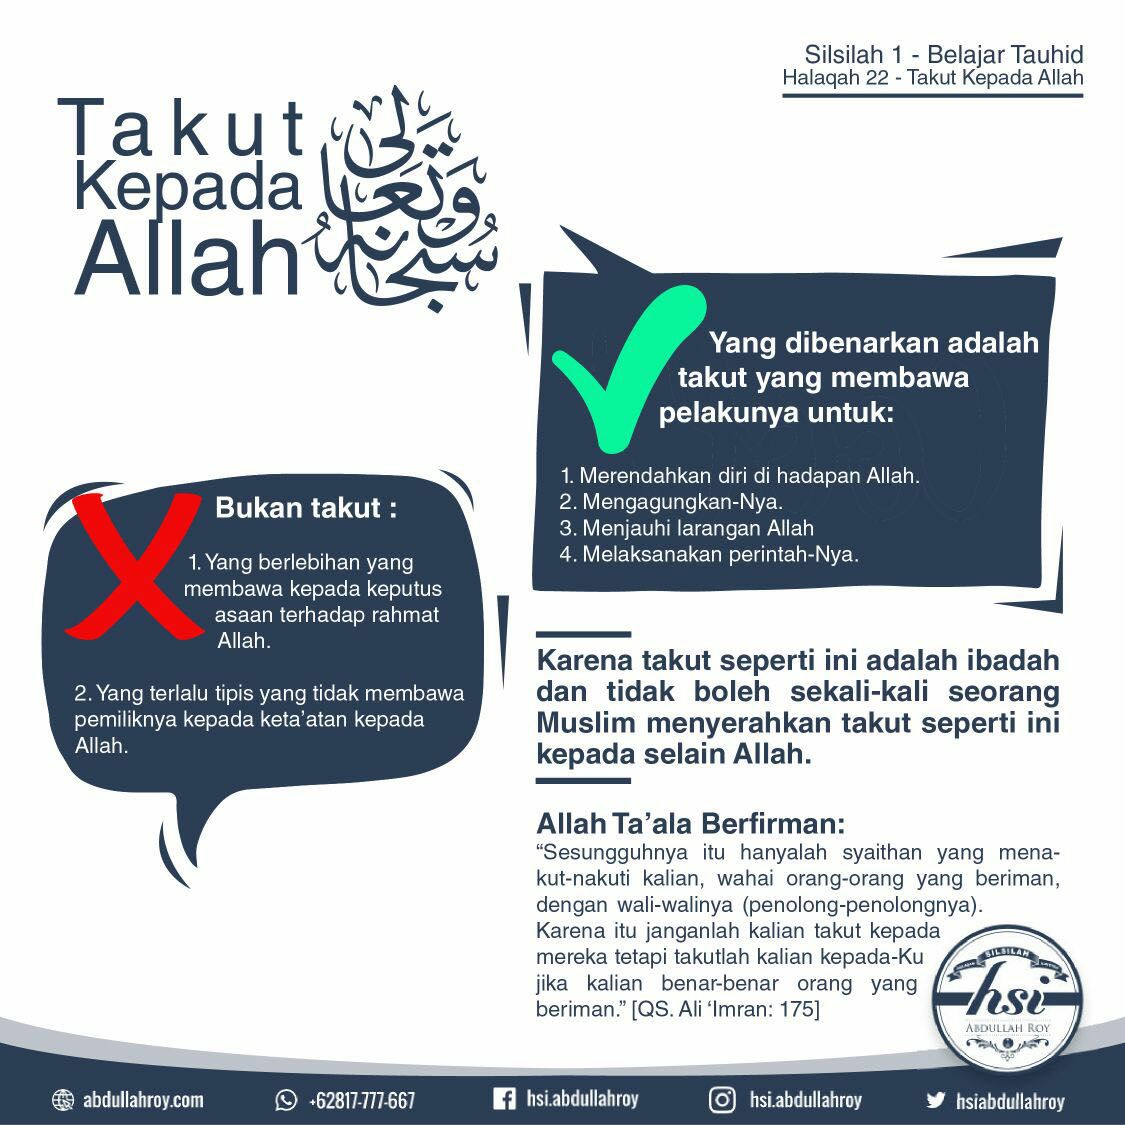 Silsilah 1 - Belajar Tauhid
Halaqah 22 - Takut Kepada Allah
Takut
Kepada
Allah
سبحانه وتعالى
Yang dibenarkan adalah
takut yang membawa
pelakunya untuk:
1. Merendahkan diri di hadapan Allah.
2. Mengagungkan-Nya.
3. Menjauhi larangan Allah
4. Melaksanakan perintah-Nya.
Bukan takut :
1. Yang berlebihan yang
membawa kepada keputus
asaan terhadap rahmat
Allah.
2. Yang terlalu tipis yang tidak membawa
pemiliknya kepada keta’atan kepada
Allah.
Karena takut seperti ini adalah ibadah
dan tidak boleh sekali-kali seorang
Muslim menyerahkan takut seperti ini
kepada selain Allah.
Allah Ta’ala Berfirman:
“Sesungguhnya itu hanyalah syaithan yang mena-
kut-nakuti kalian, wahai orang-orang yang beriman,
dengan wali-walinya (penolong-penolongnya).
Karena itu janganlah kalian takut kepada
mereka tetapi takutlah kalian kepada-Ku
jika kalian benar-benar orang yang
beriman.” [QS. Ali ‘Imran: 175]
SILSILAH
hsi
ABDULLAH ROY
abdullahroy.com
+62817-777-667
hsi.abdullahroy
hsi.abdullahroy
hsiabdullahroy